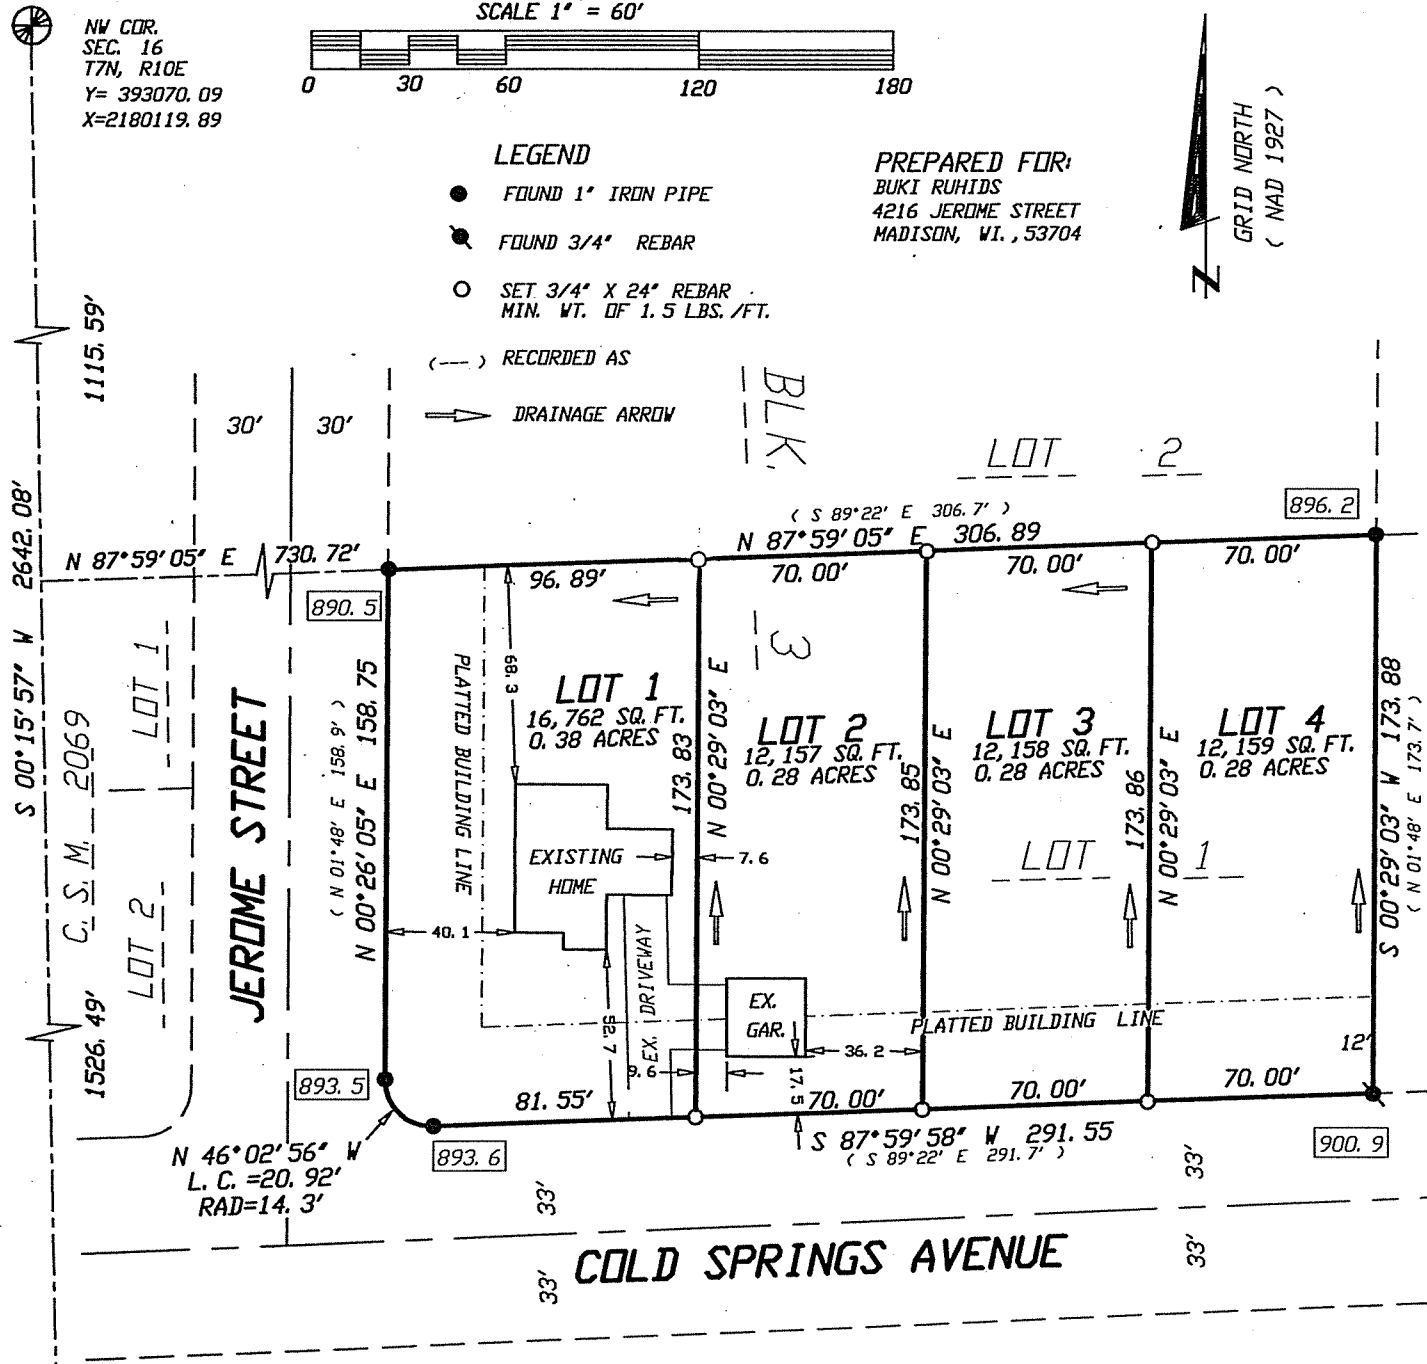 SCALE 1" = 60'
0 30 60 120 180
NW COR.
SEC. 16
T7N, R10E
Y= 393070.09
X=2180119.89
LEGEND
FOUND 1" IRON PIPE
FOUND 3/4" REBAR
SET 3/4" X 24" REBAR
MIN. WT. OF 1.5 LBS./FT.
(---) RECORDED AS
DRAINAGE ARROW
PREPARED FOR:
BUKI RUHIDS
4216 JEROME STREET
MADISON, WI., 53704
GRID NORTH
( NAD 1927 )
N
1115.59'
S 00°15'57" W 2642.08'
1526.49'
30' 30'
BLK.
3
LOT 2
896.2
( S 89°22' E 306.7' )
N 87°59'05" E 306.89
N 87°59'05" E 730.72'
96.89'
70.00'
70.00'
70.00'
890.5
C.S.M. 2069
LOT 1
LOT 2
JEROME STREET
( N 01°48' E 158.9' )
N 00°26'05" E 158.75
PLATTED BUILDING LINE
68.3
LOT 1
16,762 SQ.FT.
0.38 ACRES
173.83
N 00°29'03" E
LOT 2
12,157 SQ.FT.
0.28 ACRES
173.85
N 00°29'03" E
LOT 3
12,158 SQ.FT.
0.28 ACRES
173.86
N 00°29'03" E
LOT 4
12,159 SQ.FT.
0.28 ACRES
S 00°29'03" W 173.88
( N 01°48' E 173.7' )
LOT 1
EXISTING
HOME
7.6
40.1
52.7
EX. DRIVEWAY
EX.
GAR.
9.6
17.5
36.2
PLATTED BUILDING LINE
12'
893.5
81.55'
70.00'
70.00'
70.00'
893.6
N 46°02'56" W
L.C.=20.92'
RAD=14.3'
S 87°59'58" W 291.55
( S 89°22' E 291.7' )
900.9
33'
33'
33'
33'
COLD SPRINGS AVENUE